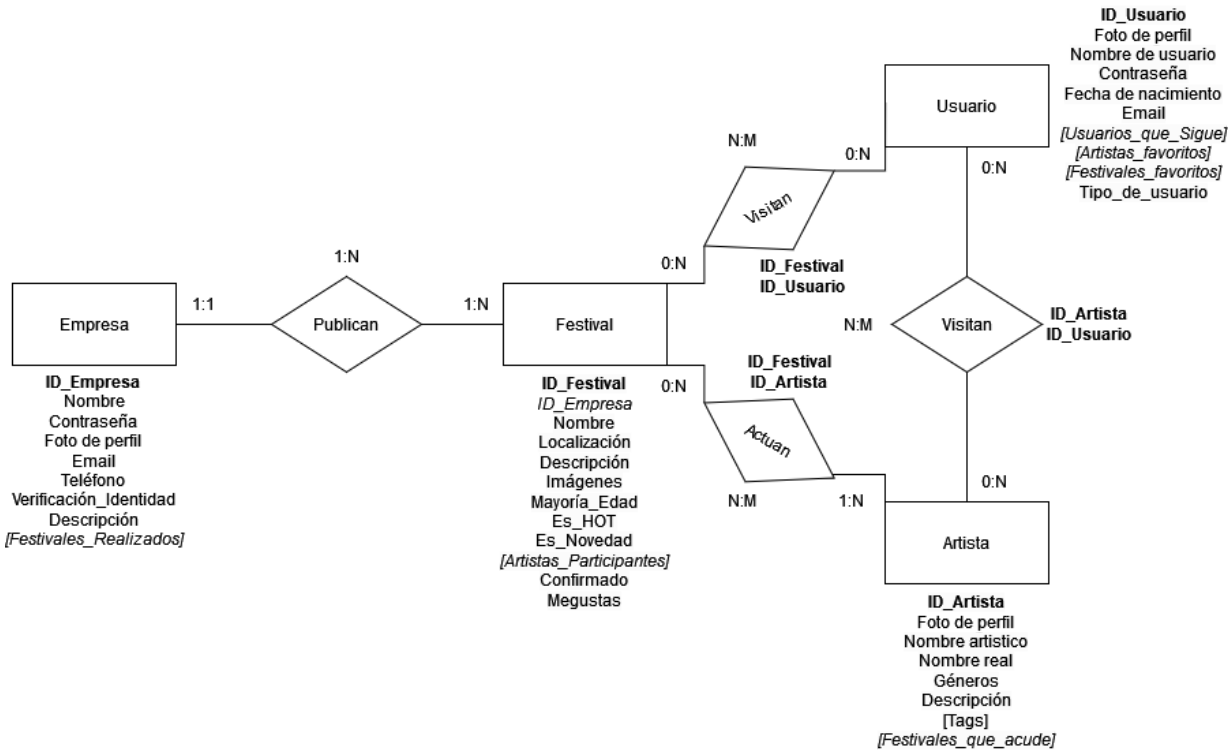 ID_Usuario
Foto de perfil
Nombre de usuario
Contraseña
Fecha de nacimiento
Email
[Usuarios_que_Sigue]
[Artistas_favoritos]
[Festivales_favoritos]
Tipo_de_usuario
Usuario
N:M
0:N
0:N
Visitan
ID_Festival
ID_Usuario
0:N
1:N
1:1
1:N
Empresa
Publican
Festival
N:M
Visitan
ID_Artista
ID_Usuario
ID_Empresa
Nombre
Contraseña
Foto de perfil
Email
Teléfono
Verificación_Identidad
Descripción
[Festivales_Realizados]
ID_Festival
ID_Empresa
Nombre
Localización
Descripción
Imágenes
Mayoría_Edad
Es_HOT
Es_Novedad
[Artistas_Participantes]
Confirmado
Megustas
0:N
ID_Festival
ID_Artista
Actuan
N:M
1:N
0:N
Artista
ID_Artista
Foto de perfil
Nombre artistico
Nombre real
Géneros
Descripción
[Tags]
[Festivales_que_acude]